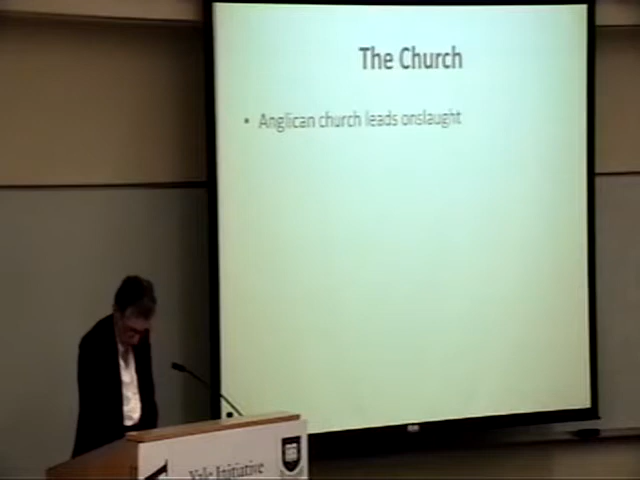 The Church
• Anglican church leads onslaught
Yale Initiative